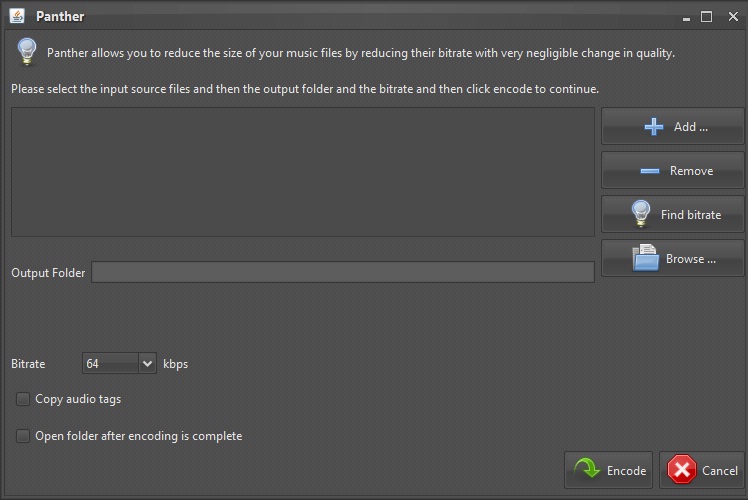 Panther
Panther allows you to reduce the size of your music files by reducing their bitrate with very negligible change in quality.
Please select the input source files and then the output folder and the bitrate and then click encode to continue.
Add ...
Remove
Find bitrate
Browse ...
Output Folder
Bitrate 64 kbps
Copy audio tags
Open folder after encoding is complete
Encode Cancel